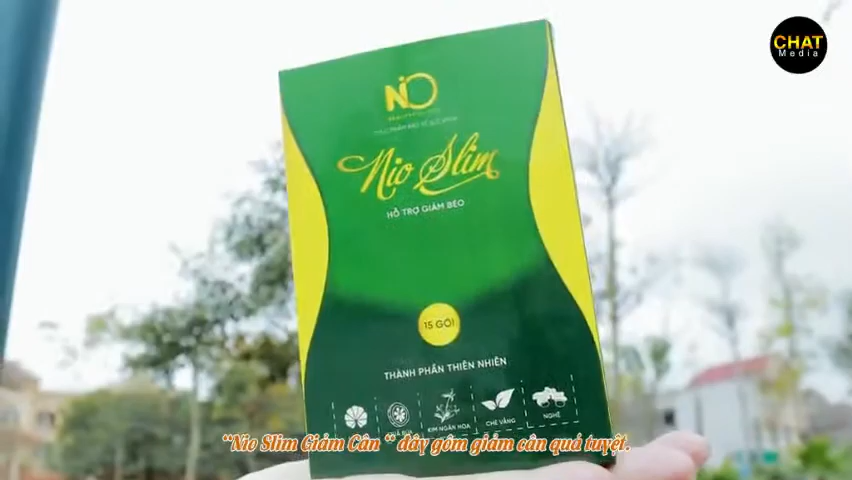 CHAT
Media
NIO
Nio Slim
HỖ TRỢ GIẢM BÉO
15 GÓI
THÀNH PHẦN THIÊN NHIÊN
KIM NGÂN HOA
CHÈ VẰNG
NGHỆ
“Nio Slim Giảm Cân “ đây gồm giảm cân quá tuyệt.